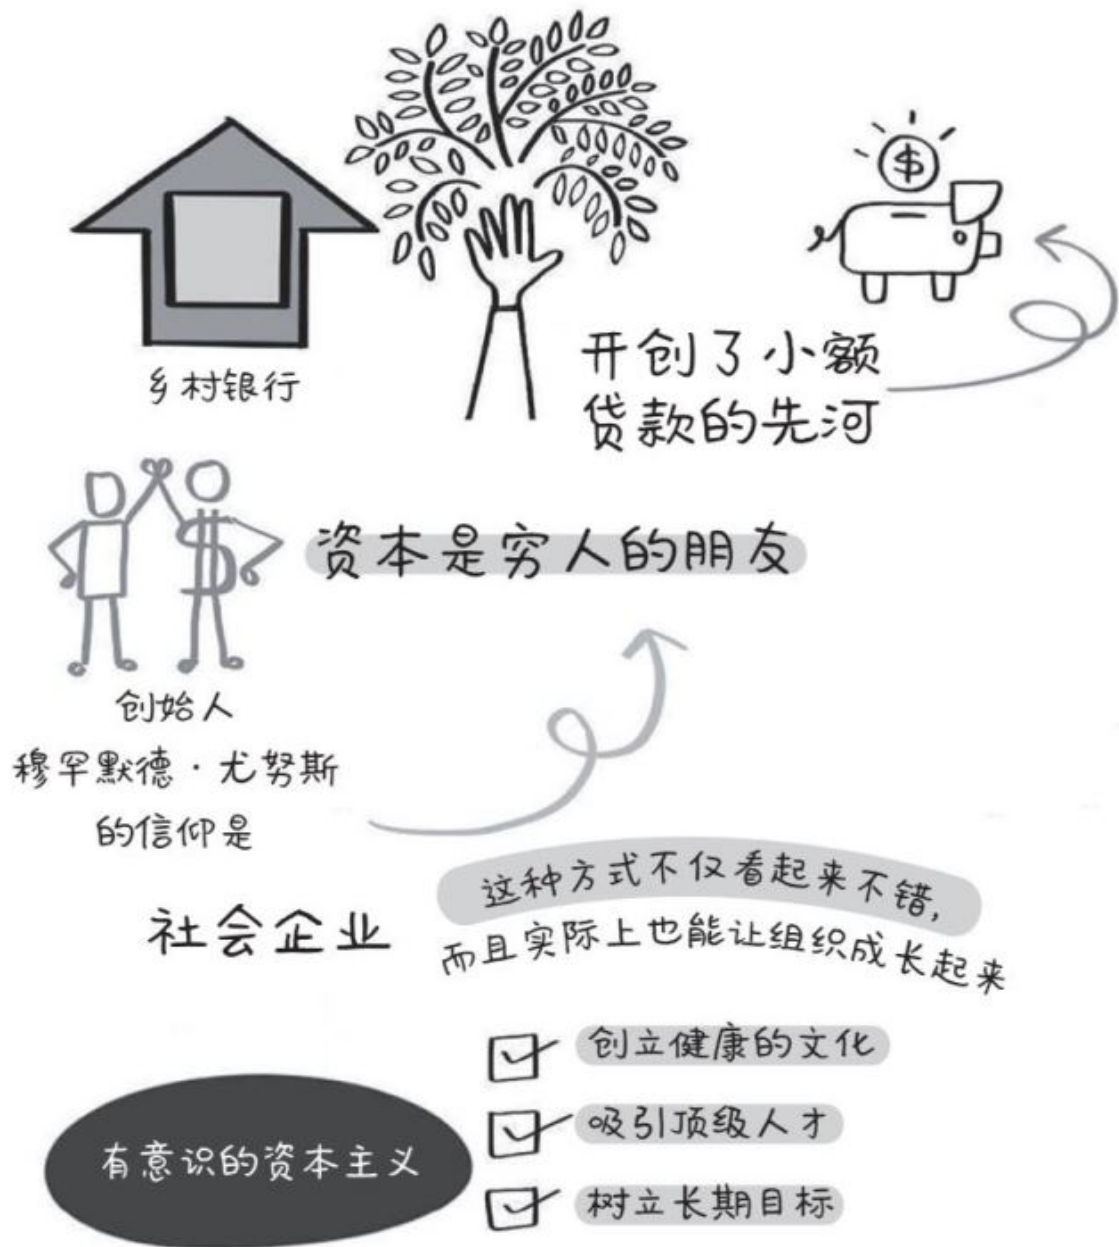 $
乡村银行
开创了小额
贷款的先河
资本是穷人的朋友
创始人
穆罕默德·尤努斯
的信仰是
社会企业
这种方式不仅看起来不错,
而且实际上也能让组织成长起来
有意识的资本主义
创立健康的文化
吸引顶级人才
树立长期目标